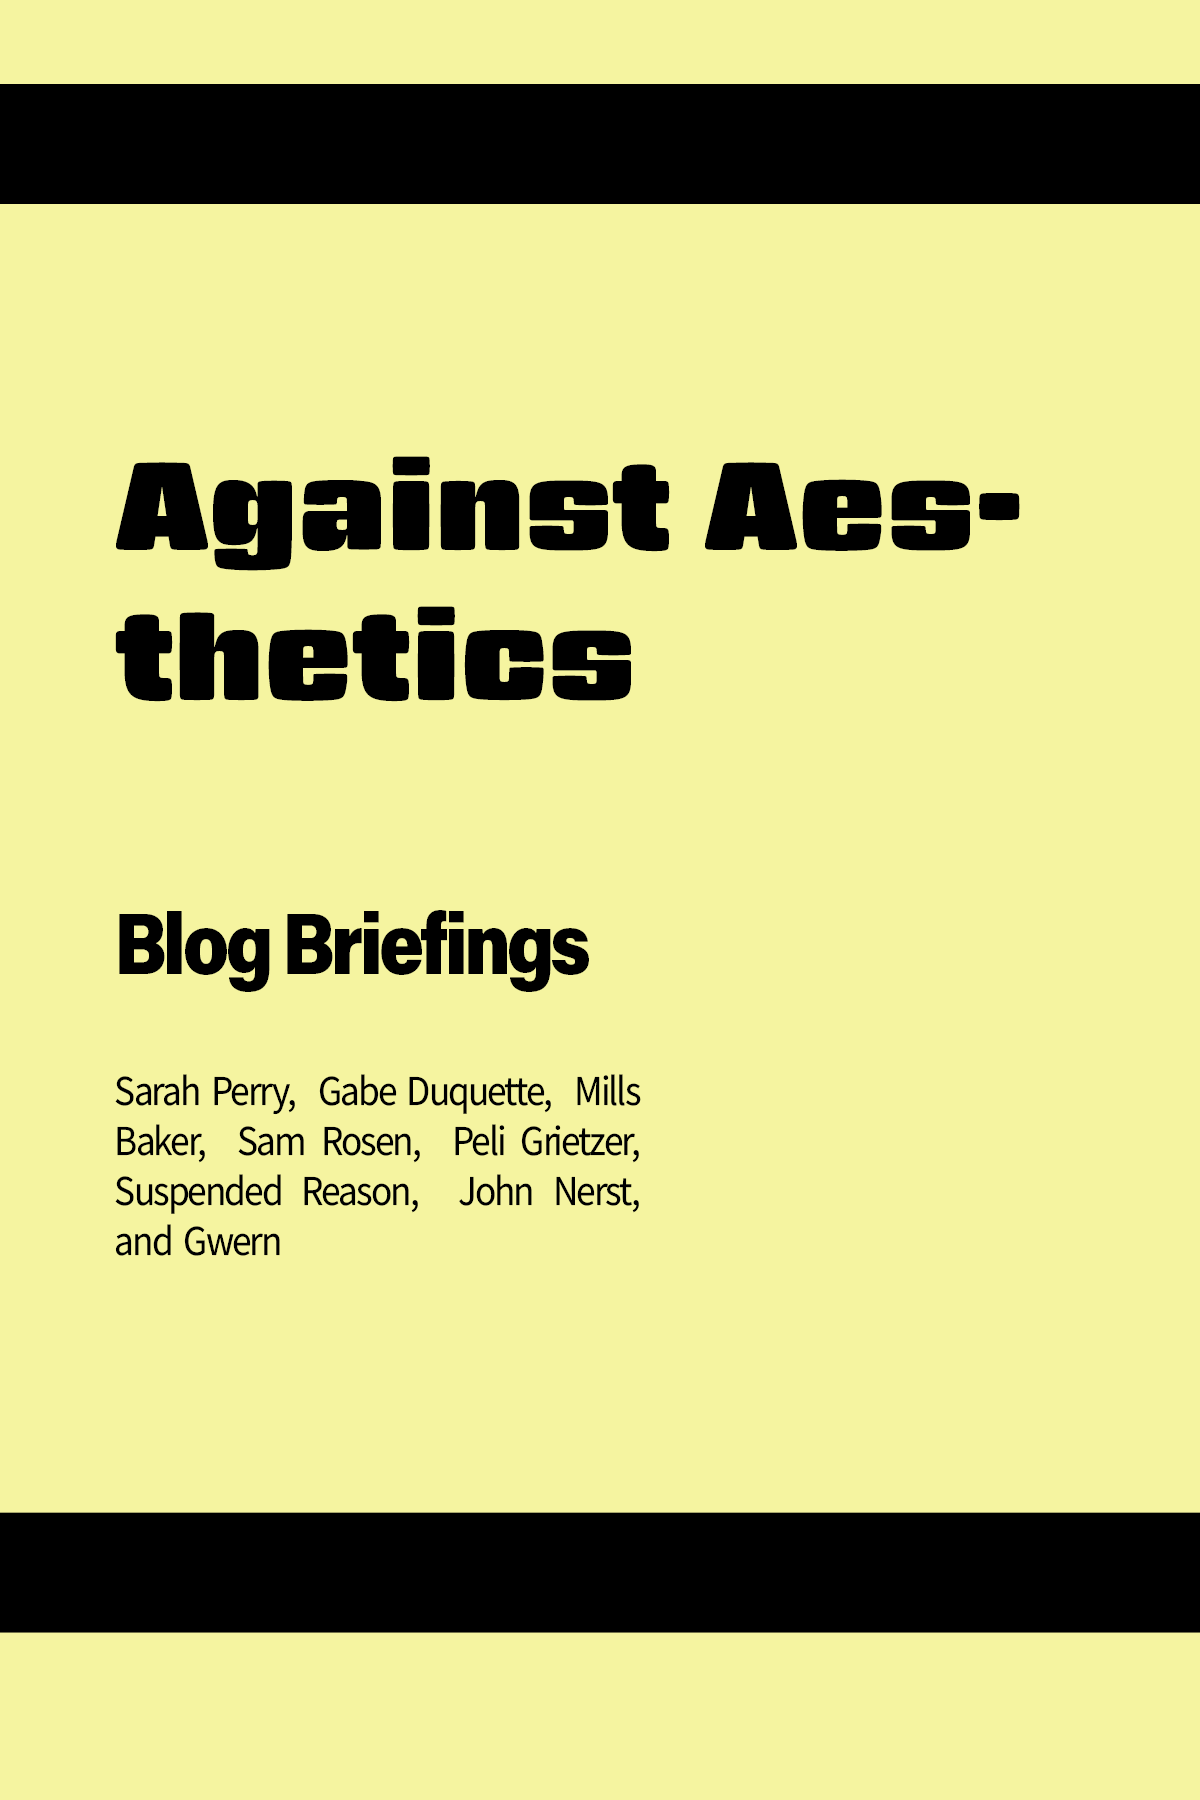 Against Aes-
thetics
Blog Briefings
Sarah Perry, Gabe Duquette, Mills
Baker, Sam Rosen, Peli Grietzer,
Suspended Reason, John Nerst,
and Gwern